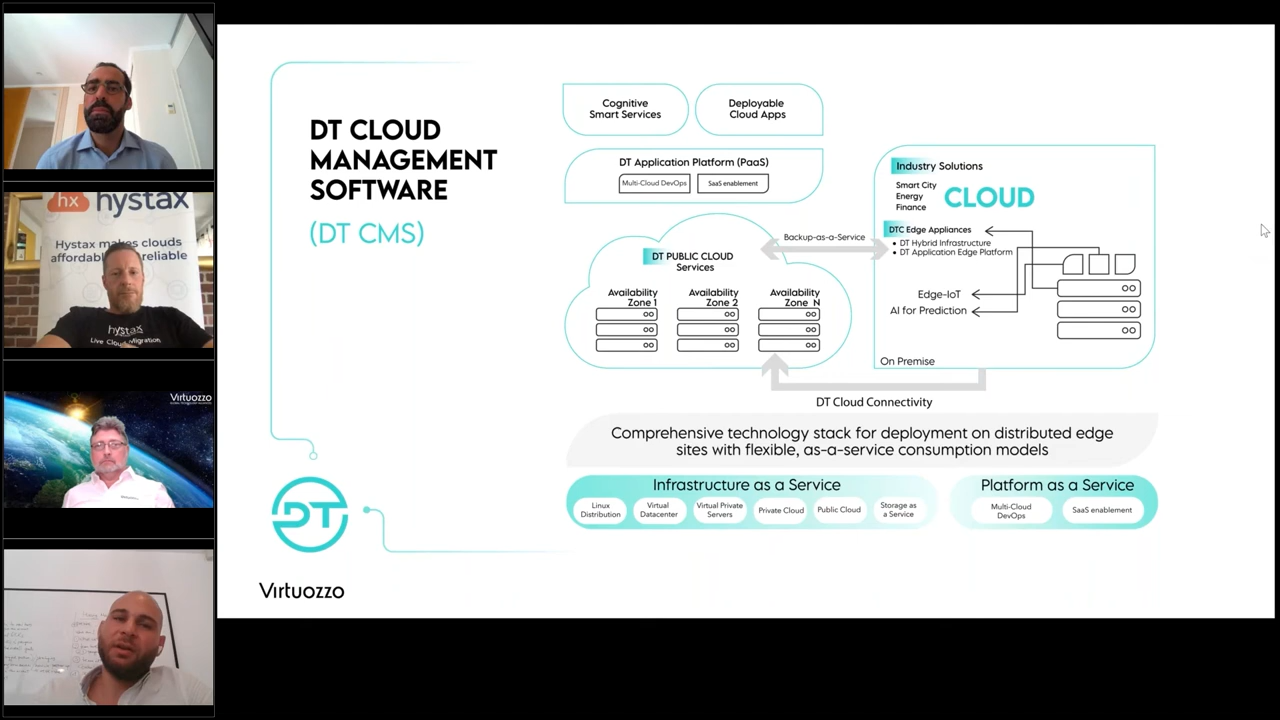 hx hystax
Hystax makes clouds
hystax
Live Cloud Migration
Virtuozzo
DT CLOUD
MANAGEMENT
SOFTWARE
(DT CMS)
DT
Virtuozzo
Cognitive
Smart Services
Deployable
Cloud Apps
DT Application Platform (PaaS)
Multi-Cloud DevOps
SaaS enablement
DT PUBLIC CLOUD
Services
Availability
Zone 1
Availability
Zone 2
Availability
Zone N
Backup-as-a-Service
Industry Solutions
Smart City
Energy
Finance
CLOUD
DTC Edge Appliances
• DT Hybrid Infrastructure
• DT Application Edge Platform
Edge-IoT
AI for Prediction
On Premise
DT Cloud Connectivity
Comprehensive technology stack for deployment on distributed edge
sites with flexible, as-a-service consumption models
Infrastructure as a Service
Linux
Distribution
Virtual
Datacenter
Virtual Private
Servers
Private Cloud
Public Cloud
Storage as
a Service
Platform as a Service
Multi-Cloud
DevOps
SaaS enablement